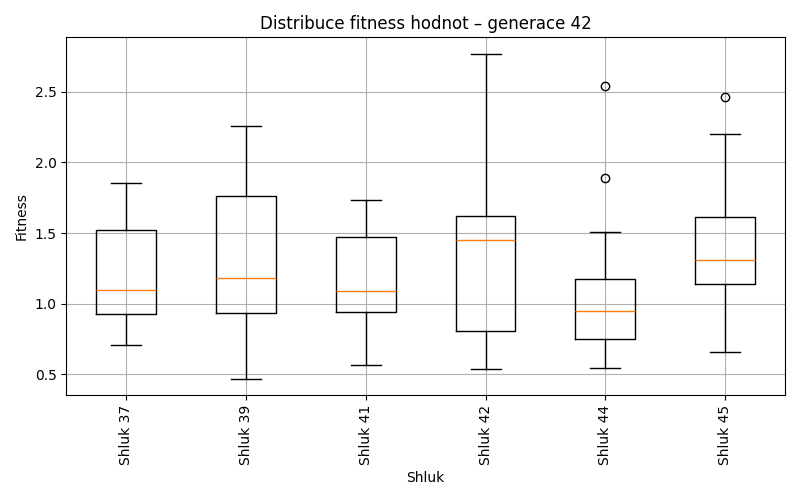 Distribuce fitness hodnot – generace 42
Fitness
2.5
2.0
1.5
1.0
0.5
Shluk 37
Shluk 39
Shluk 41
Shluk 42
Shluk 44
Shluk 45
Shluk